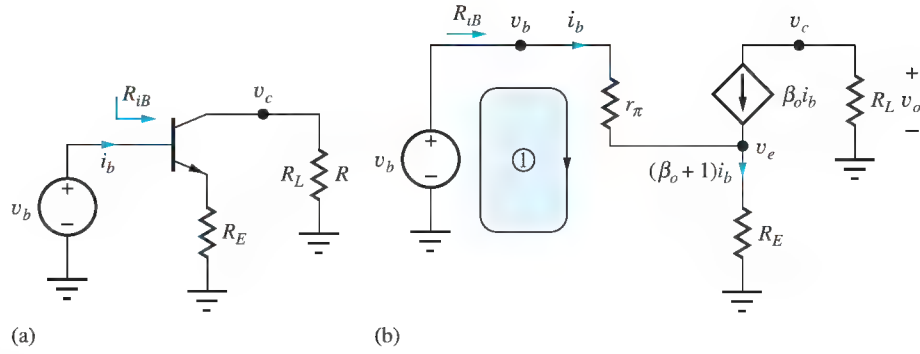 R_iB
v_c
i_b
v_b
+
−
R_L
R
R_E
(a)
R_iB
v_b
i_b
v_b
+
−
1
r_π
v_c
β_o i_b
R_L
+
v_o
−
v_e
(β_o + 1)i_b
R_E
(b)